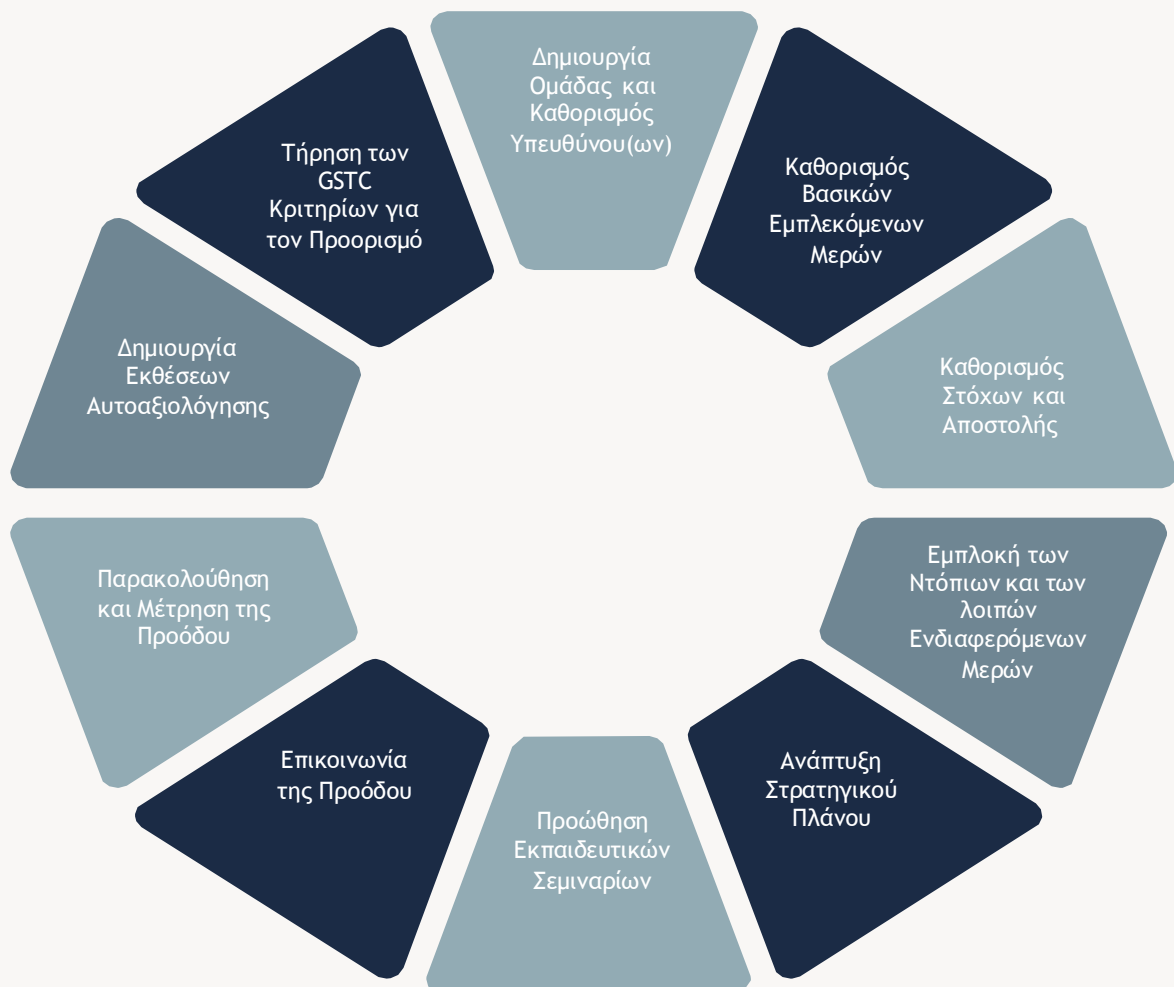 Δημιουργία
Ομάδας και
Καθορισμός
Υπευθύνου(ων)
Καθορισμός
Βασικών
Εμπλεκόμενων
Μερών
Καθορισμός
Στόχων και
Αποστολής
Εμπλοκή των
Ντόπιων και των
λοιπών
Ενδιαφερόμενων
Μερών
Ανάπτυξη
Στρατηγικού
Πλάνου
Προώθηση
Εκπαιδευτικών
Σεμιναρίων
Επικοινωνία
της Προόδου
Παρακολούθηση
και Μέτρηση της
Προόδου
Δημιουργία
Εκθέσεων
Αυτοαξιολόγησης
Τήρηση των
GSTC
Κριτηρίων για
τον Προορισμό